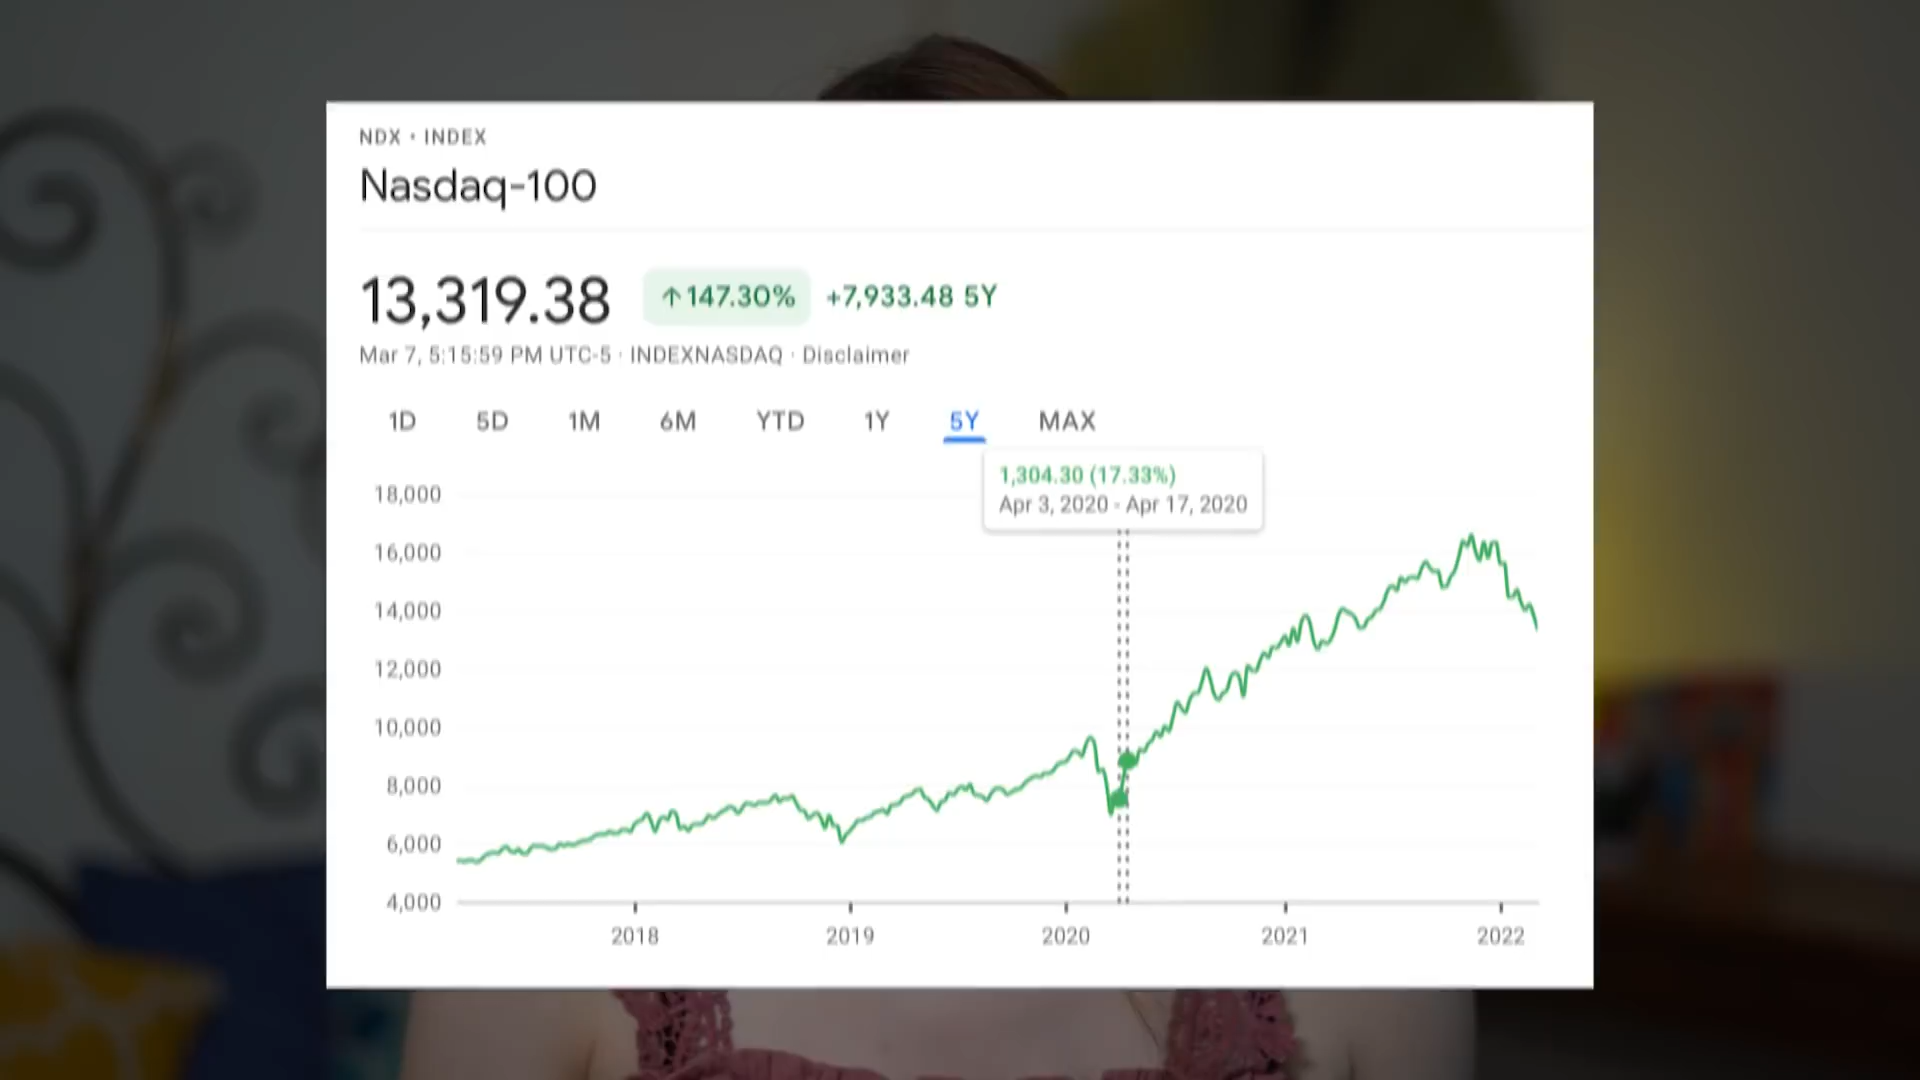 NDX • INDEX
Nasdaq-100
13,319.38 ↑147.30% +7,933.48 5Y
Mar 7, 5:15:59 PM UTC-5 · INDEXNASDAQ · Disclaimer
1D 5D 1M 6M YTD 1Y 5Y MAX
1,304.30 (17.33%)
Apr 3, 2020 - Apr 17, 2020
18,000
16,000
14,000
12,000
10,000
8,000
6,000
4,000
2018 2019 2020 2021 2022